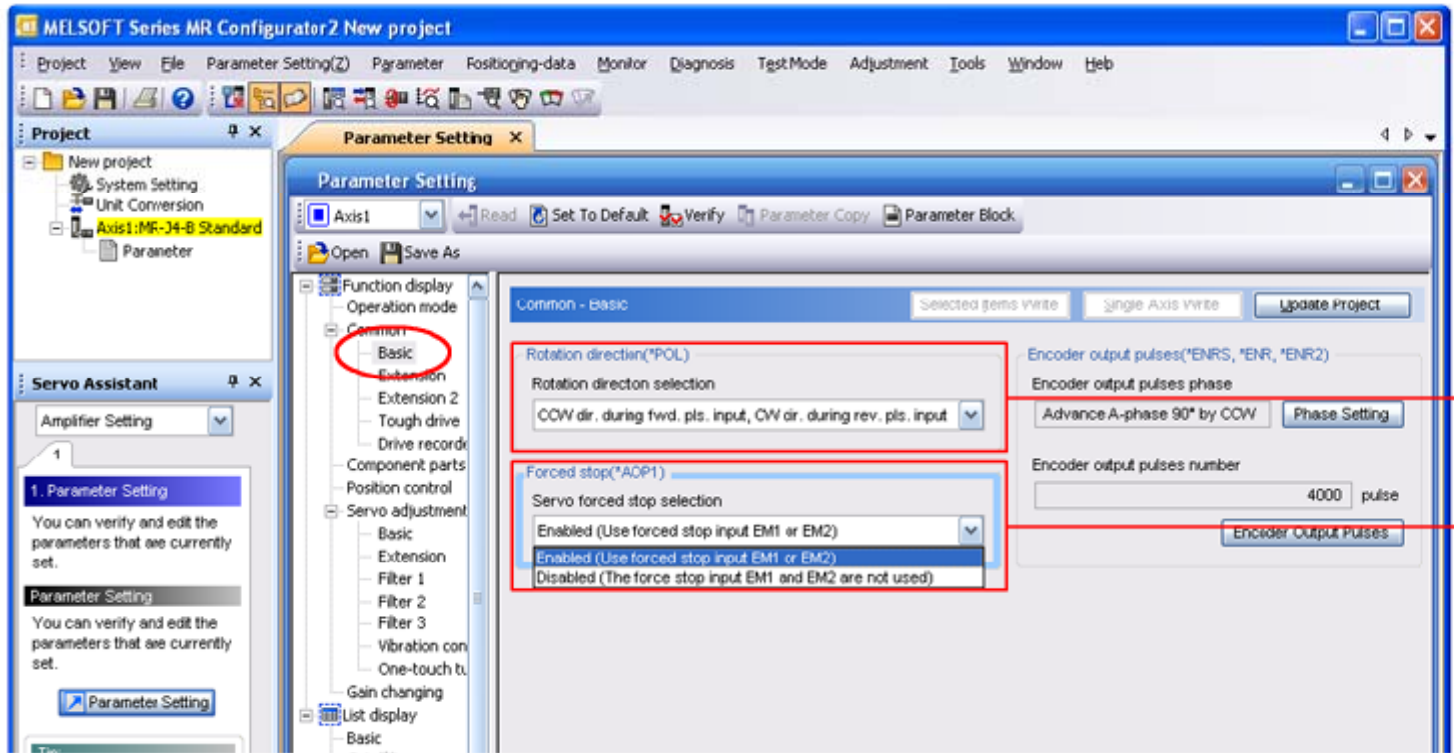 MELSOFT Series MR Configurator2 New project
Project View File Parameter Setting(Z) Parameter Positioning-data Monitor Diagnosis Test Mode Adjustment Tools Window Help
Project
New project
System Setting
Unit Conversion
Axis1:MR-J4-B Standard
Parameter
Servo Assistant
Amplifier Setting
1
1. Parameter Setting
You can verify and edit the
parameters that are currently
set.
Parameter Setting
You can verify and edit the
parameters that are currently
set.
Parameter Setting
Parameter Setting
Parameter Setting
Axis1 Read Set To Default Verify Parameter Copy Parameter Block
Open Save As
Function display
Operation mode
Common
Basic
Extension
Extension 2
Tough drive
Drive recorde
Component parts
Position control
Servo adjustment
Basic
Extension
Filter 1
Filter 2
Filter 3
Vibration con
One-touch tu
Gain changing
List display
Basic
Common - Basic Selected Items Write Single Axis Write Update Project
Rotation direction(*POL)
Rotation directon selection
CCW dir. during fwd. pls. input, CW dir. during rev. pls. input
Forced stop(*AOP1)
Servo forced stop selection
Enabled (Use forced stop input EM1 or EM2)
Enabled (Use forced stop input EM1 or EM2)
Disabled (The force stop input EM1 and EM2 are not used)
Encoder output pulses(*ENRS, *ENR, *ENR2)
Encoder output pulses phase
Advance A-phase 90° by CCW Phase Setting
Encoder output pulses number
4000 pulse
Encoder Output Pulses